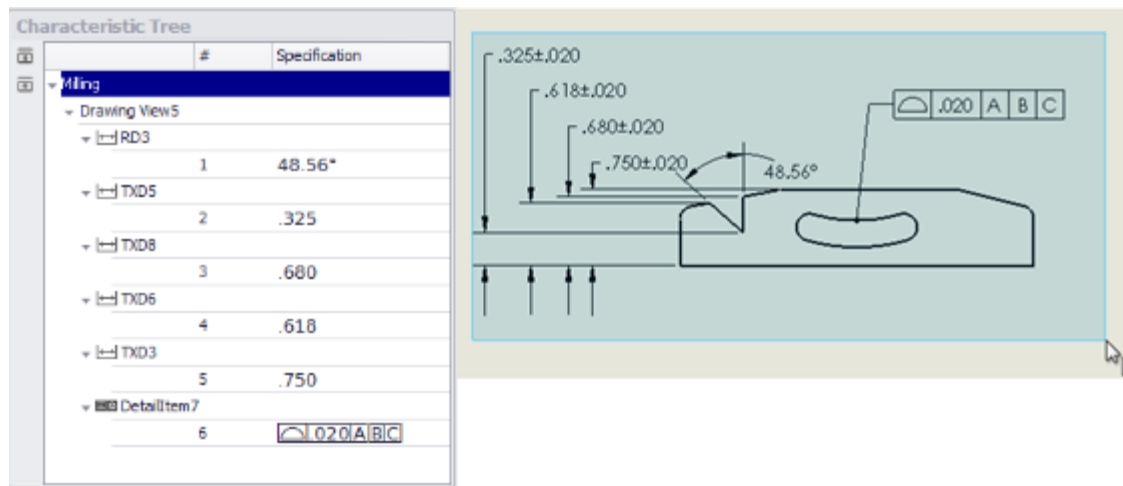 Characteristic Tree
# Specification
Milling
Drawing View5
RD3
1 48.56°
TXD5
2 .325
TXD8
3 .680
TXD6
4 .618
TXD3
5 .750
DetailItem7
6 .020 A B C
.325±.020
.618±.020
.680±.020
.750±.020
48.56°
.020 A B C